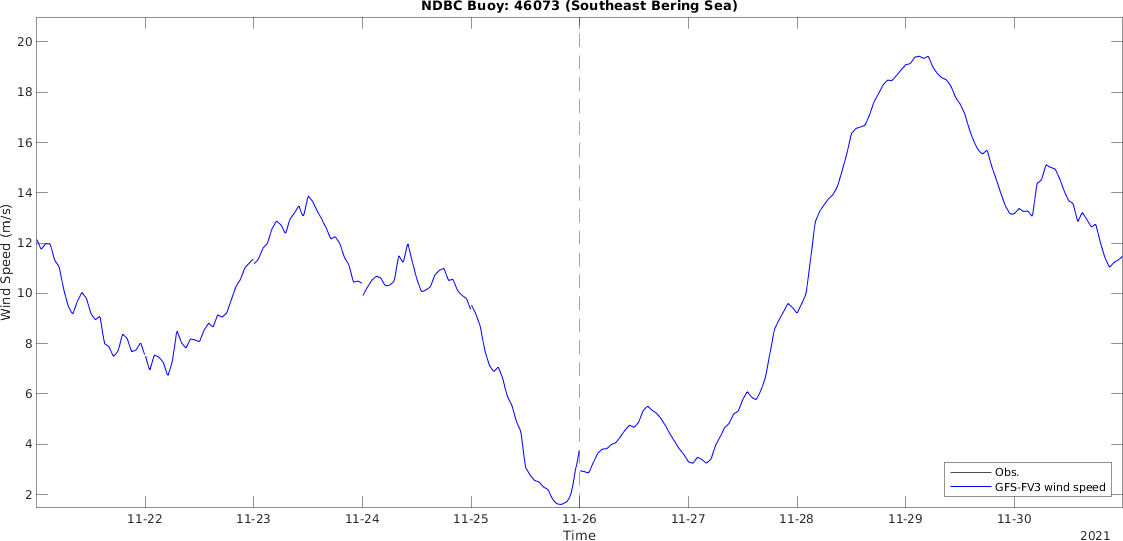 NDBC Buoy: 46073 (Southeast Bering Sea)
Wind Speed (m/s)
20
18
16
14
12
10
8
6
4
2
Obs.
GFS-FV3 wind speed
11-22 11-23 11-24 11-25 11-26 11-27 11-28 11-29 11-30
Time
2021